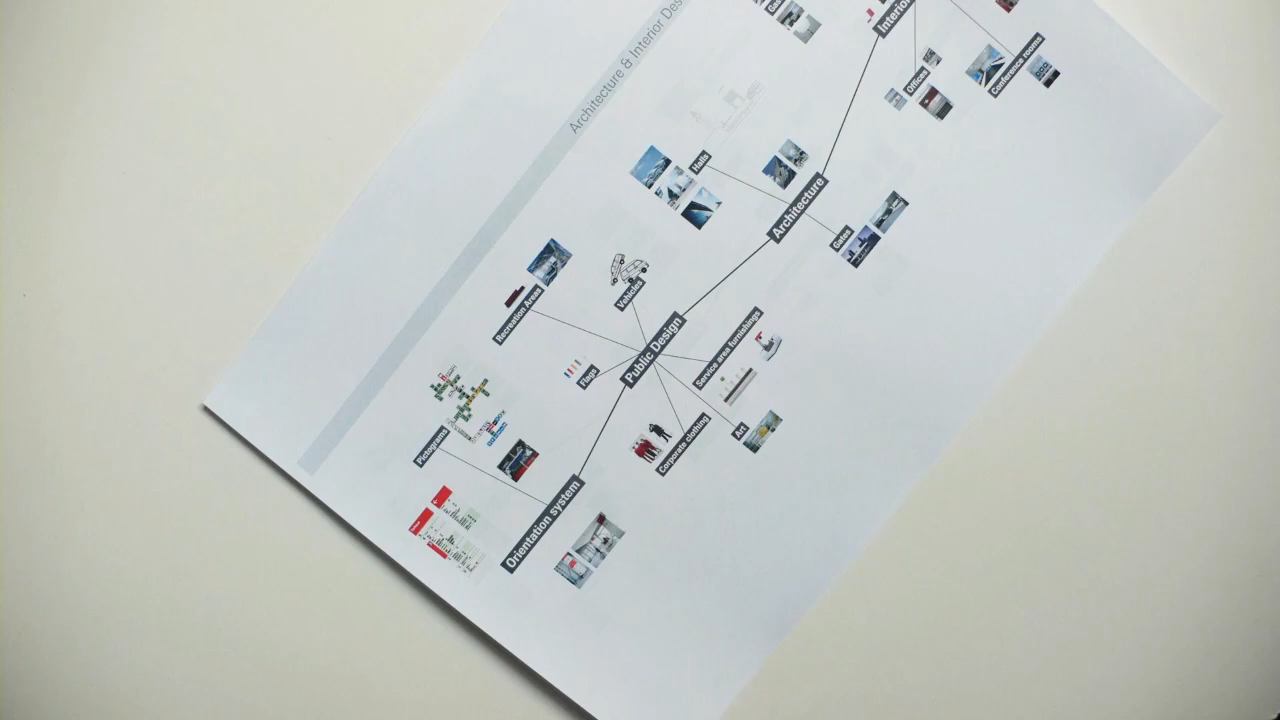 Architecture & Interior Des
Interior
Conference rooms
Offices
Halls
Architecture
Gates
Recreation Areas
Vehicles
Public Design
Service area furnishings
Flags
Art
Corporate clothing
Pictograms
Orientation system